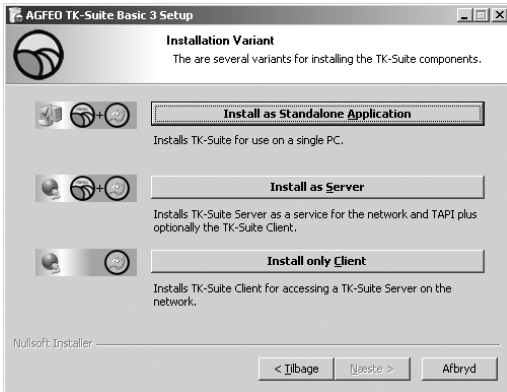 AGFEO TK-Suite Basic 3 Setup
Installation Variant
The are several variants for installing the TK-Suite components.
Install as Standalone Application
Installs TK-Suite for use on a single PC.
Install as Server
Installs TK-Suite Server as a service for the network and TAPI plus
optionally the TK-Suite Client.
Install only Client
Installs TK-Suite Client for accessing a TK-Suite Server on the
network.
Nullsoft Installer
< Tilbage
Næste >
Afbryd